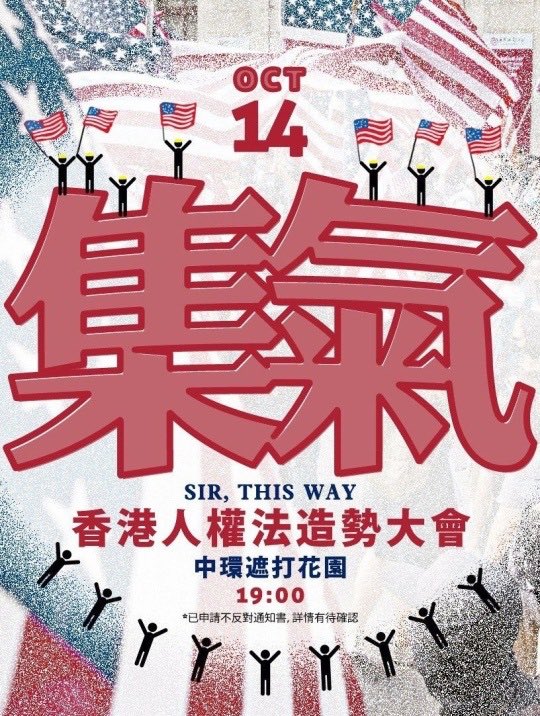 OCT
14
集氣
SIR, THIS WAY
香港人權法造勢大會
中環遮打花園
19:00
*已申請不反對通知書, 詳情有待確認